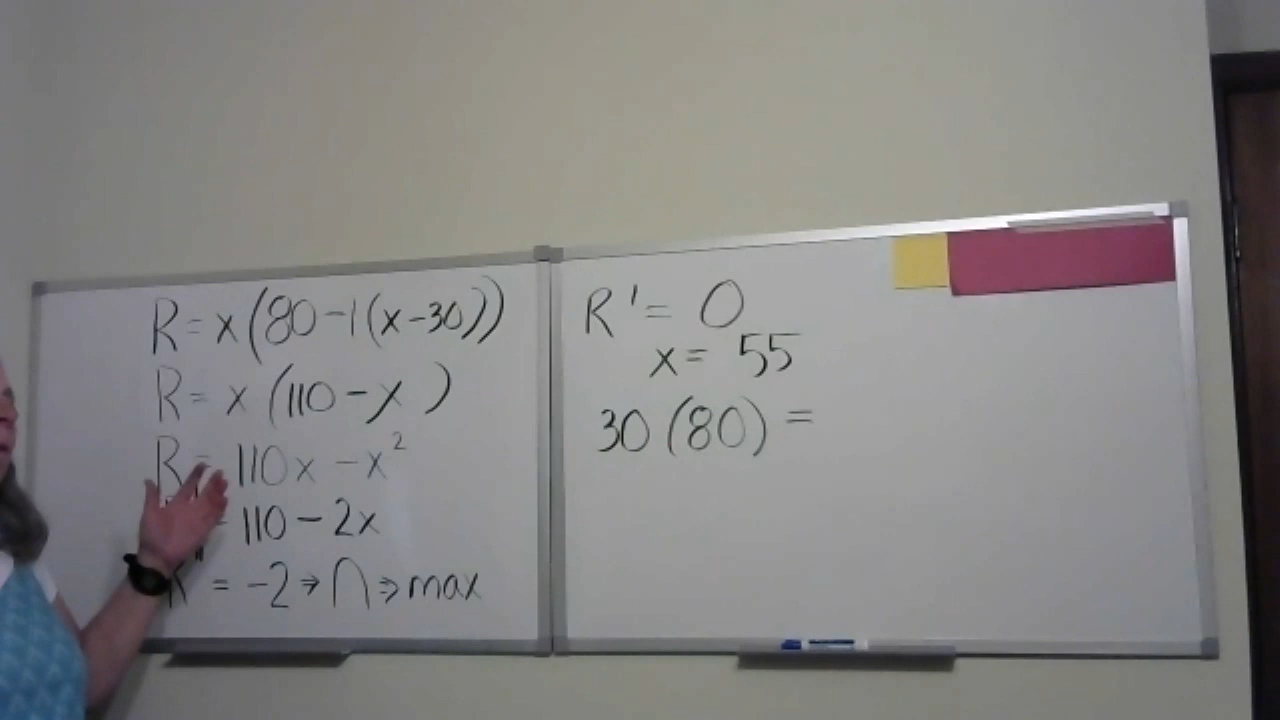 R = x(80-1(x-30))
R = x(110-x)
R = 110x - x²
110 - 2x
= -2 → ∩ ⇒ max
R' = 0
x = 55
30(80) =